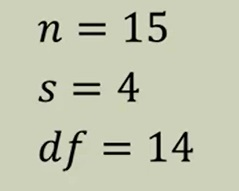 n = 15
s = 4
df = 14